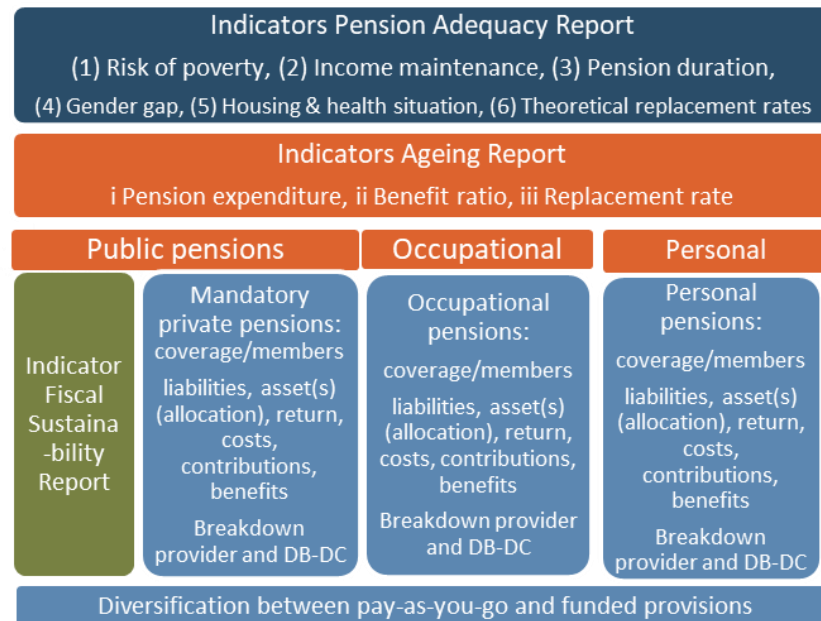 Indicators Pension Adequacy Report
(1) Risk of poverty, (2) Income maintenance, (3) Pension duration,
(4) Gender gap, (5) Housing & health situation, (6) Theoretical replacement rates
Indicators Ageing Report
i Pension expenditure, ii Benefit ratio, iii Replacement rate
Public pensions
Occupational
Personal
Indicator
Fiscal
Sustaina
-bility
Report
Mandatory
private pensions:
coverage/members
liabilities, asset(s)
(allocation), return,
costs,
contributions,
benefits
Breakdown
provider and DB-DC
Occupational
pensions:
coverage/members
liabilities, asset(s)
(allocation), return,
costs, contributions,
benefits
Breakdown provider
and DB-DC
Personal
pensions:
coverage/members
liabilities, asset(s)
(allocation), return,
costs,
contributions,
benefits
Breakdown
provider and DB-DC
Diversification between pay-as-you-go and funded provisions